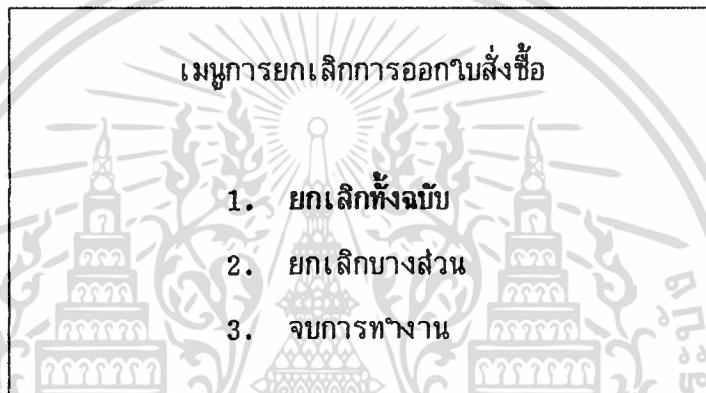 เมนูการยกเลิกการออกใบสั่งซื้อ
1. ยกเลิกทั้งฉบับ
2. ยกเลิกบางส่วน
3. จบการทำงาน